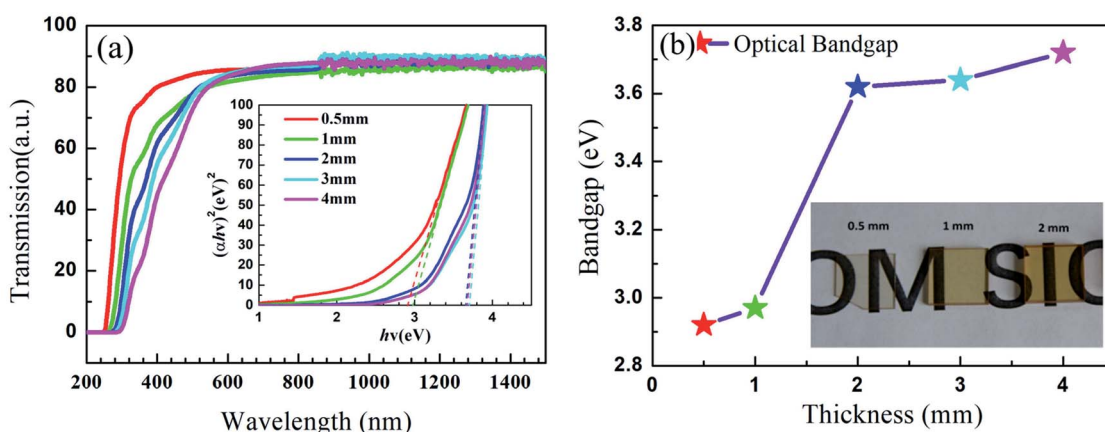 (a)
100
80
60
40
20
0
Transmission(a.u.)
200 400 600 800 1000 1200 1400
Wavelength (nm)
100
90
80
70
60
50
40
30
20
10
0
(αhv)²(eV)²
0.5mm
1mm
2mm
3mm
4mm
1 2 3 4
hv(eV)
(b)
Optical Bandgap
3.8
3.6
3.4
3.2
3.0
2.8
Bandgap (eV)
0.5 mm 1 mm 2 mm
OM SIC
0 1 2 3 4
Thickness (mm)